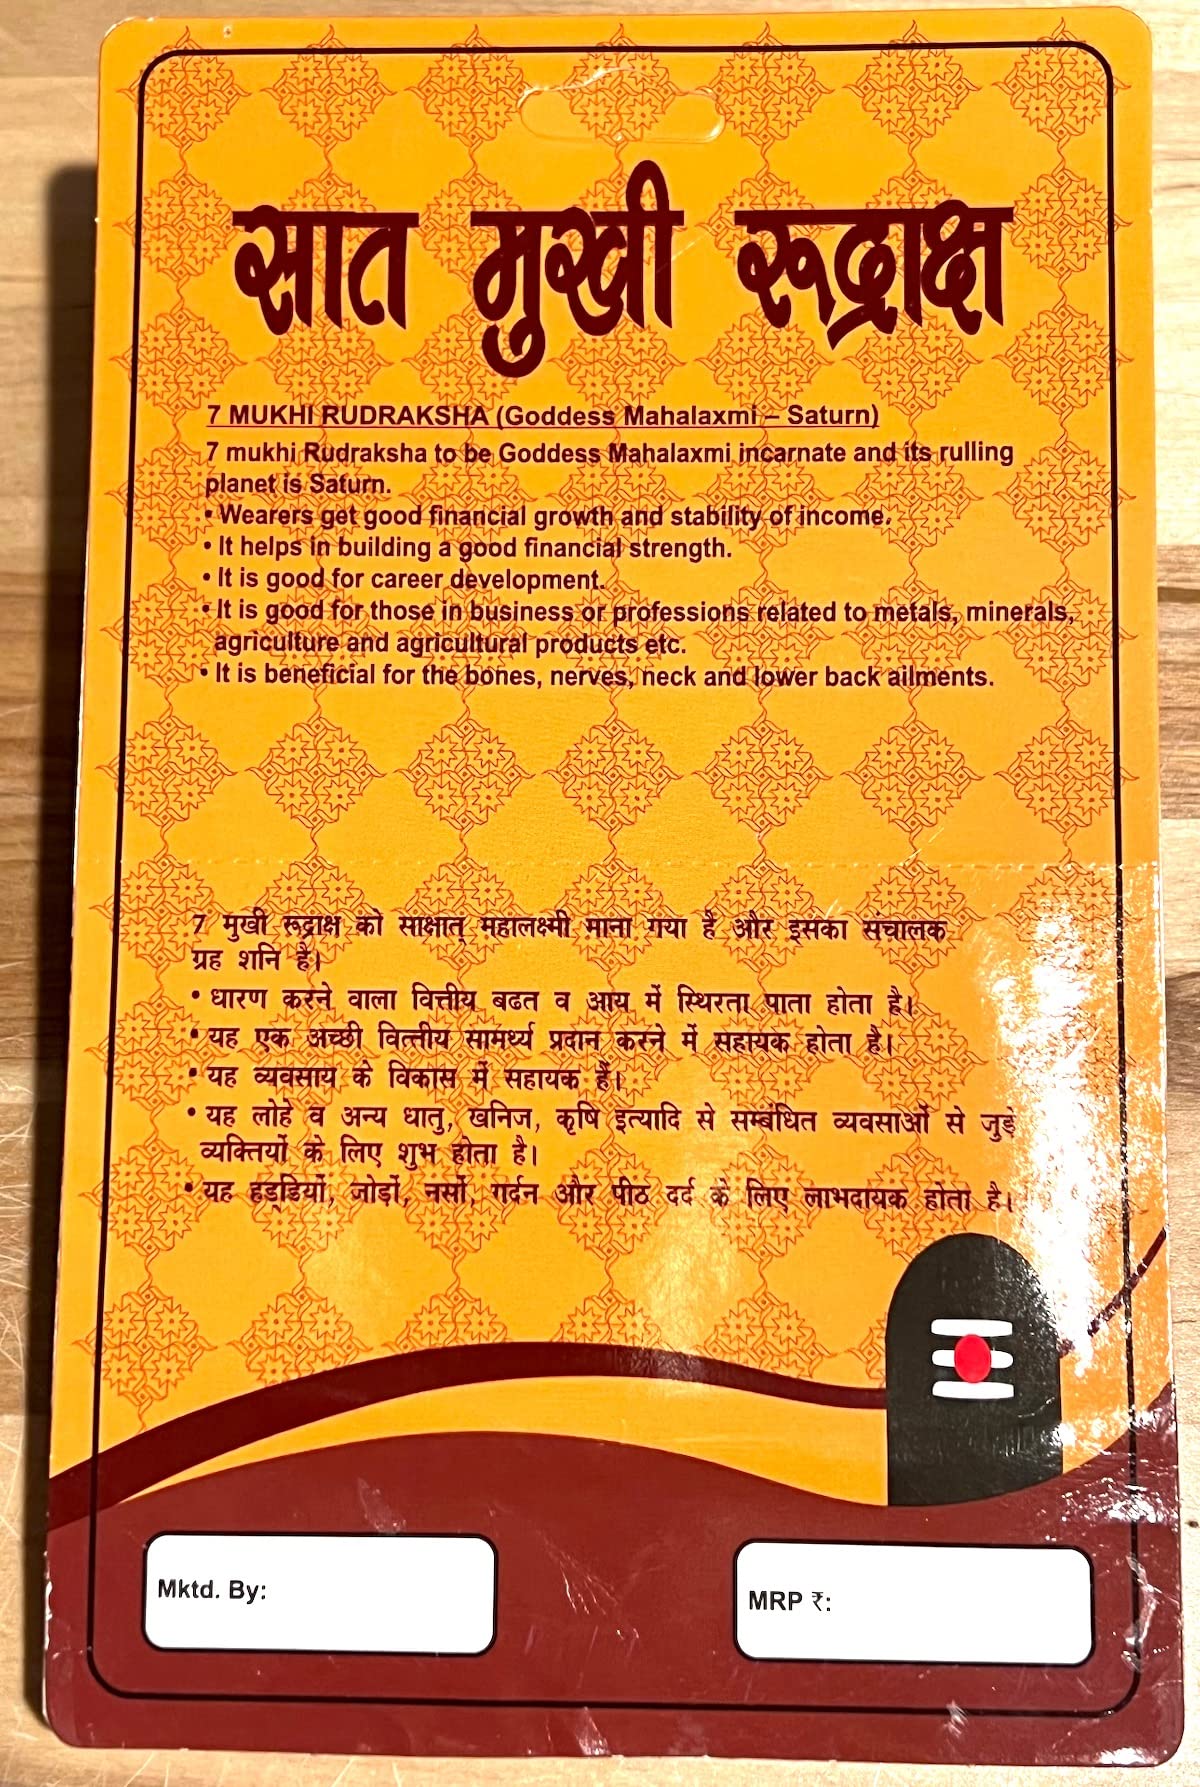 सात मुखी रूद्राक्ष
7 MUKHI RUDRAKSHA (Goddess Mahalaxmi – Saturn)
7 mukhi Rudraksha to be Goddess Mahalaxmi incarnate and its rulling
planet is Saturn.
• Wearers get good financial growth and stability of income.
• It helps in building a good financial strength.
• It is good for career development.
• It is good for those in business or professions related to metals, minerals,
agriculture and agricultural products etc.
• It is beneficial for the bones, nerves, neck and lower back ailments.
7 मुखी रूद्राक्ष को साक्षात् महालक्ष्मी माना गया है और इसका संचालक
ग्रह शनि है।
• धारण करने वाला वित्तीय बढत व आय में स्थिरता पाता होता है।
• यह एक अच्छी वित्तीय सामर्थ्य प्रदान करने में सहायक होता है।
• यह व्यवसाय के विकास में सहायक हैं।
• यह लोहे व अन्य धातु, खनिज, कृषि इत्यादि से सम्बंधित व्यवसाओं से जुड़े
व्यक्तियों के लिए शुभ होता है।
• यह हड्डियों, जोड़ों, नसों, गर्दन और पीठ दर्द के लिए लाभदायक होता है।
Mktd. By:
MRP ₹: